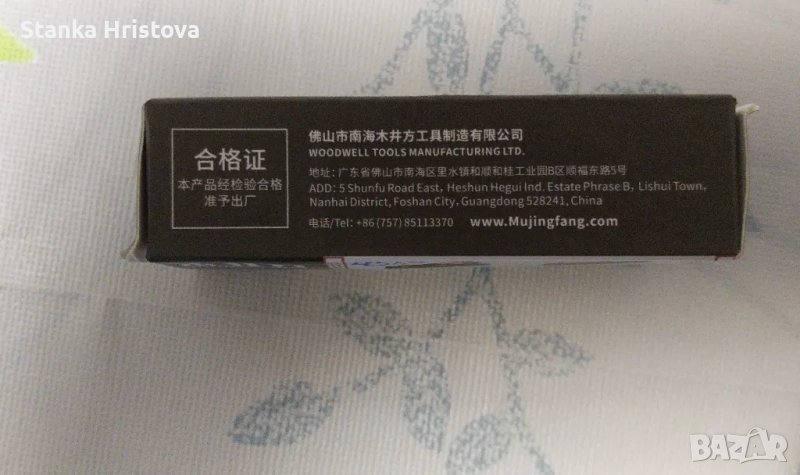 Stanka Hristova
合格证
本产品经检验合格
准予出厂
佛山市南海木井方工具制造有限公司
WOODWELL TOOLS MANUFACTURING LTD.
地址: 广东省佛山市南海区里水镇和顺和桂工业园B区顺福东路5号
ADD: 5 Shunfu Road East, Heshun Hegui Ind. Estate Phrase B, Lishui Town,
Nanhai District, Foshan City, Guangdong 528241, China
电话/Tel: +86 (757) 85113370 www.Mujingfang.com
BAZAR